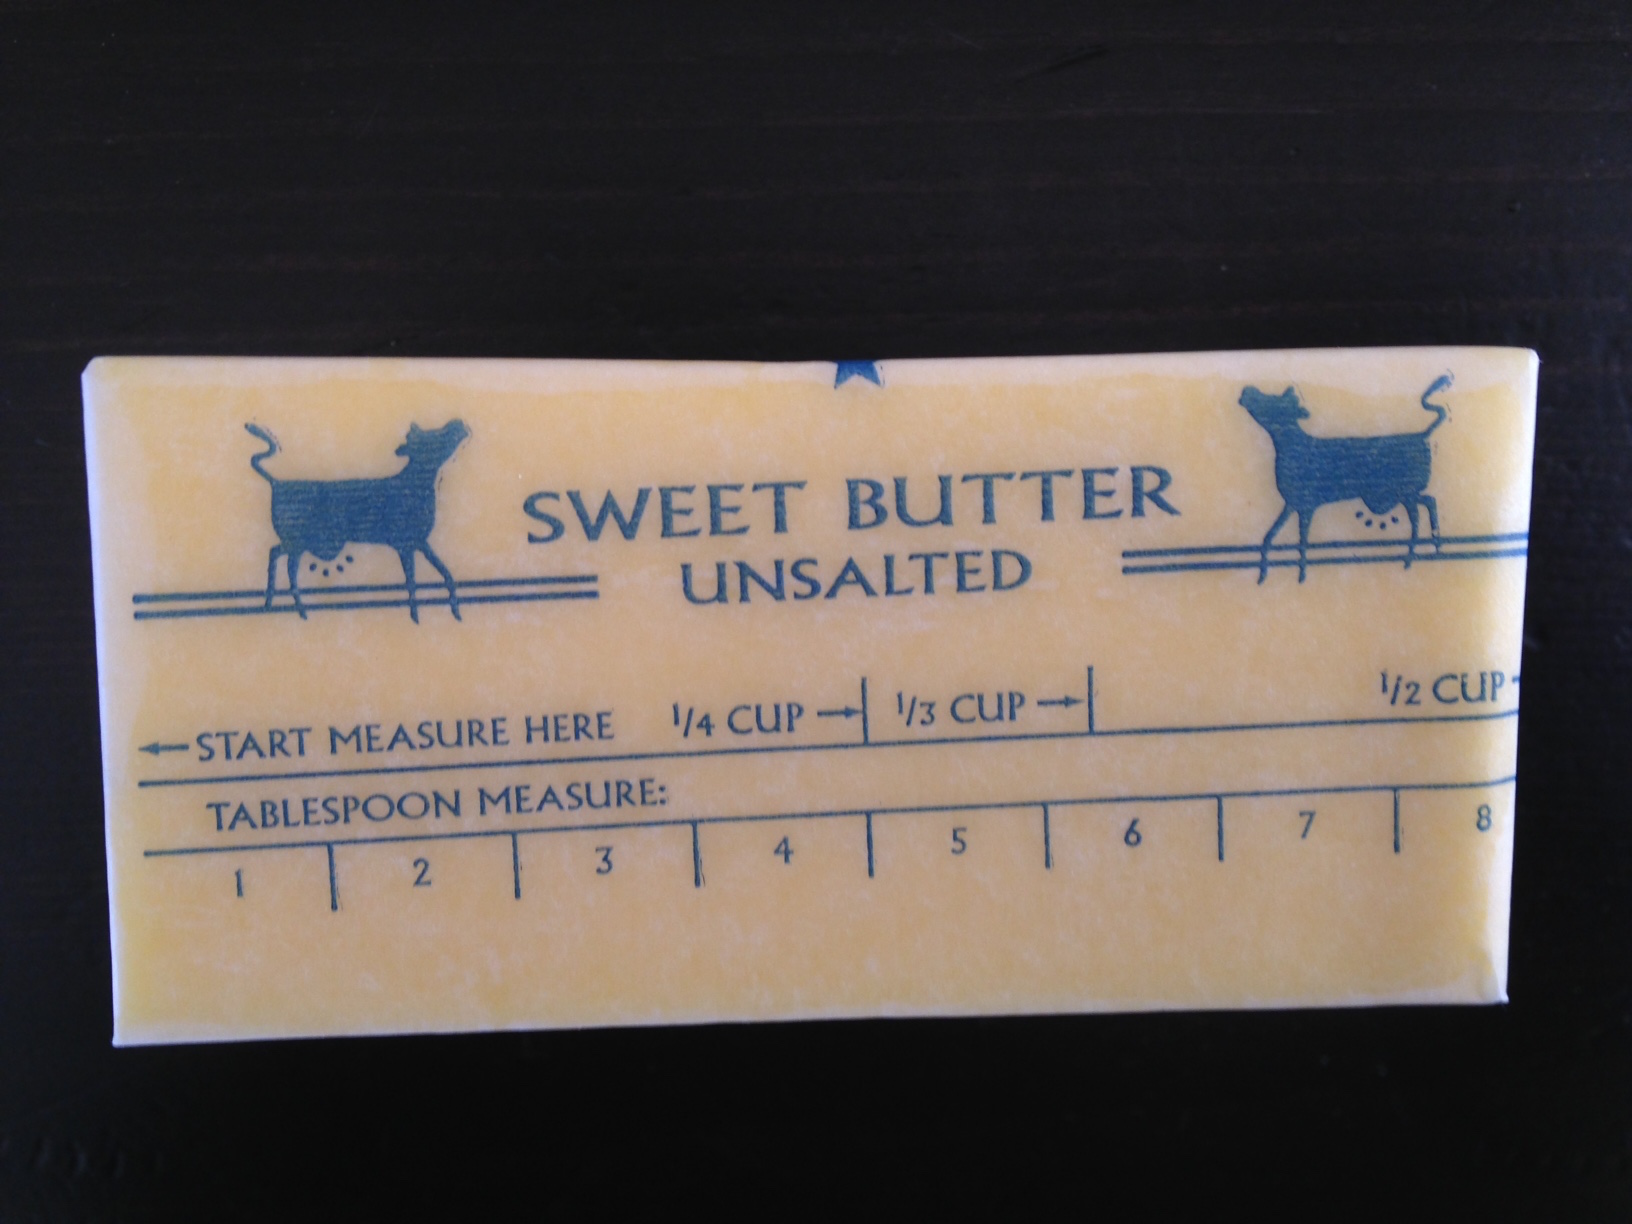 SWEET BUTTER
UNSALTED
START MEASURE HERE 1/4 CUP 1/3 CUP 1/2 CUP
TABLESPOON MEASURE:
1 2 3 4 5 6 7 8